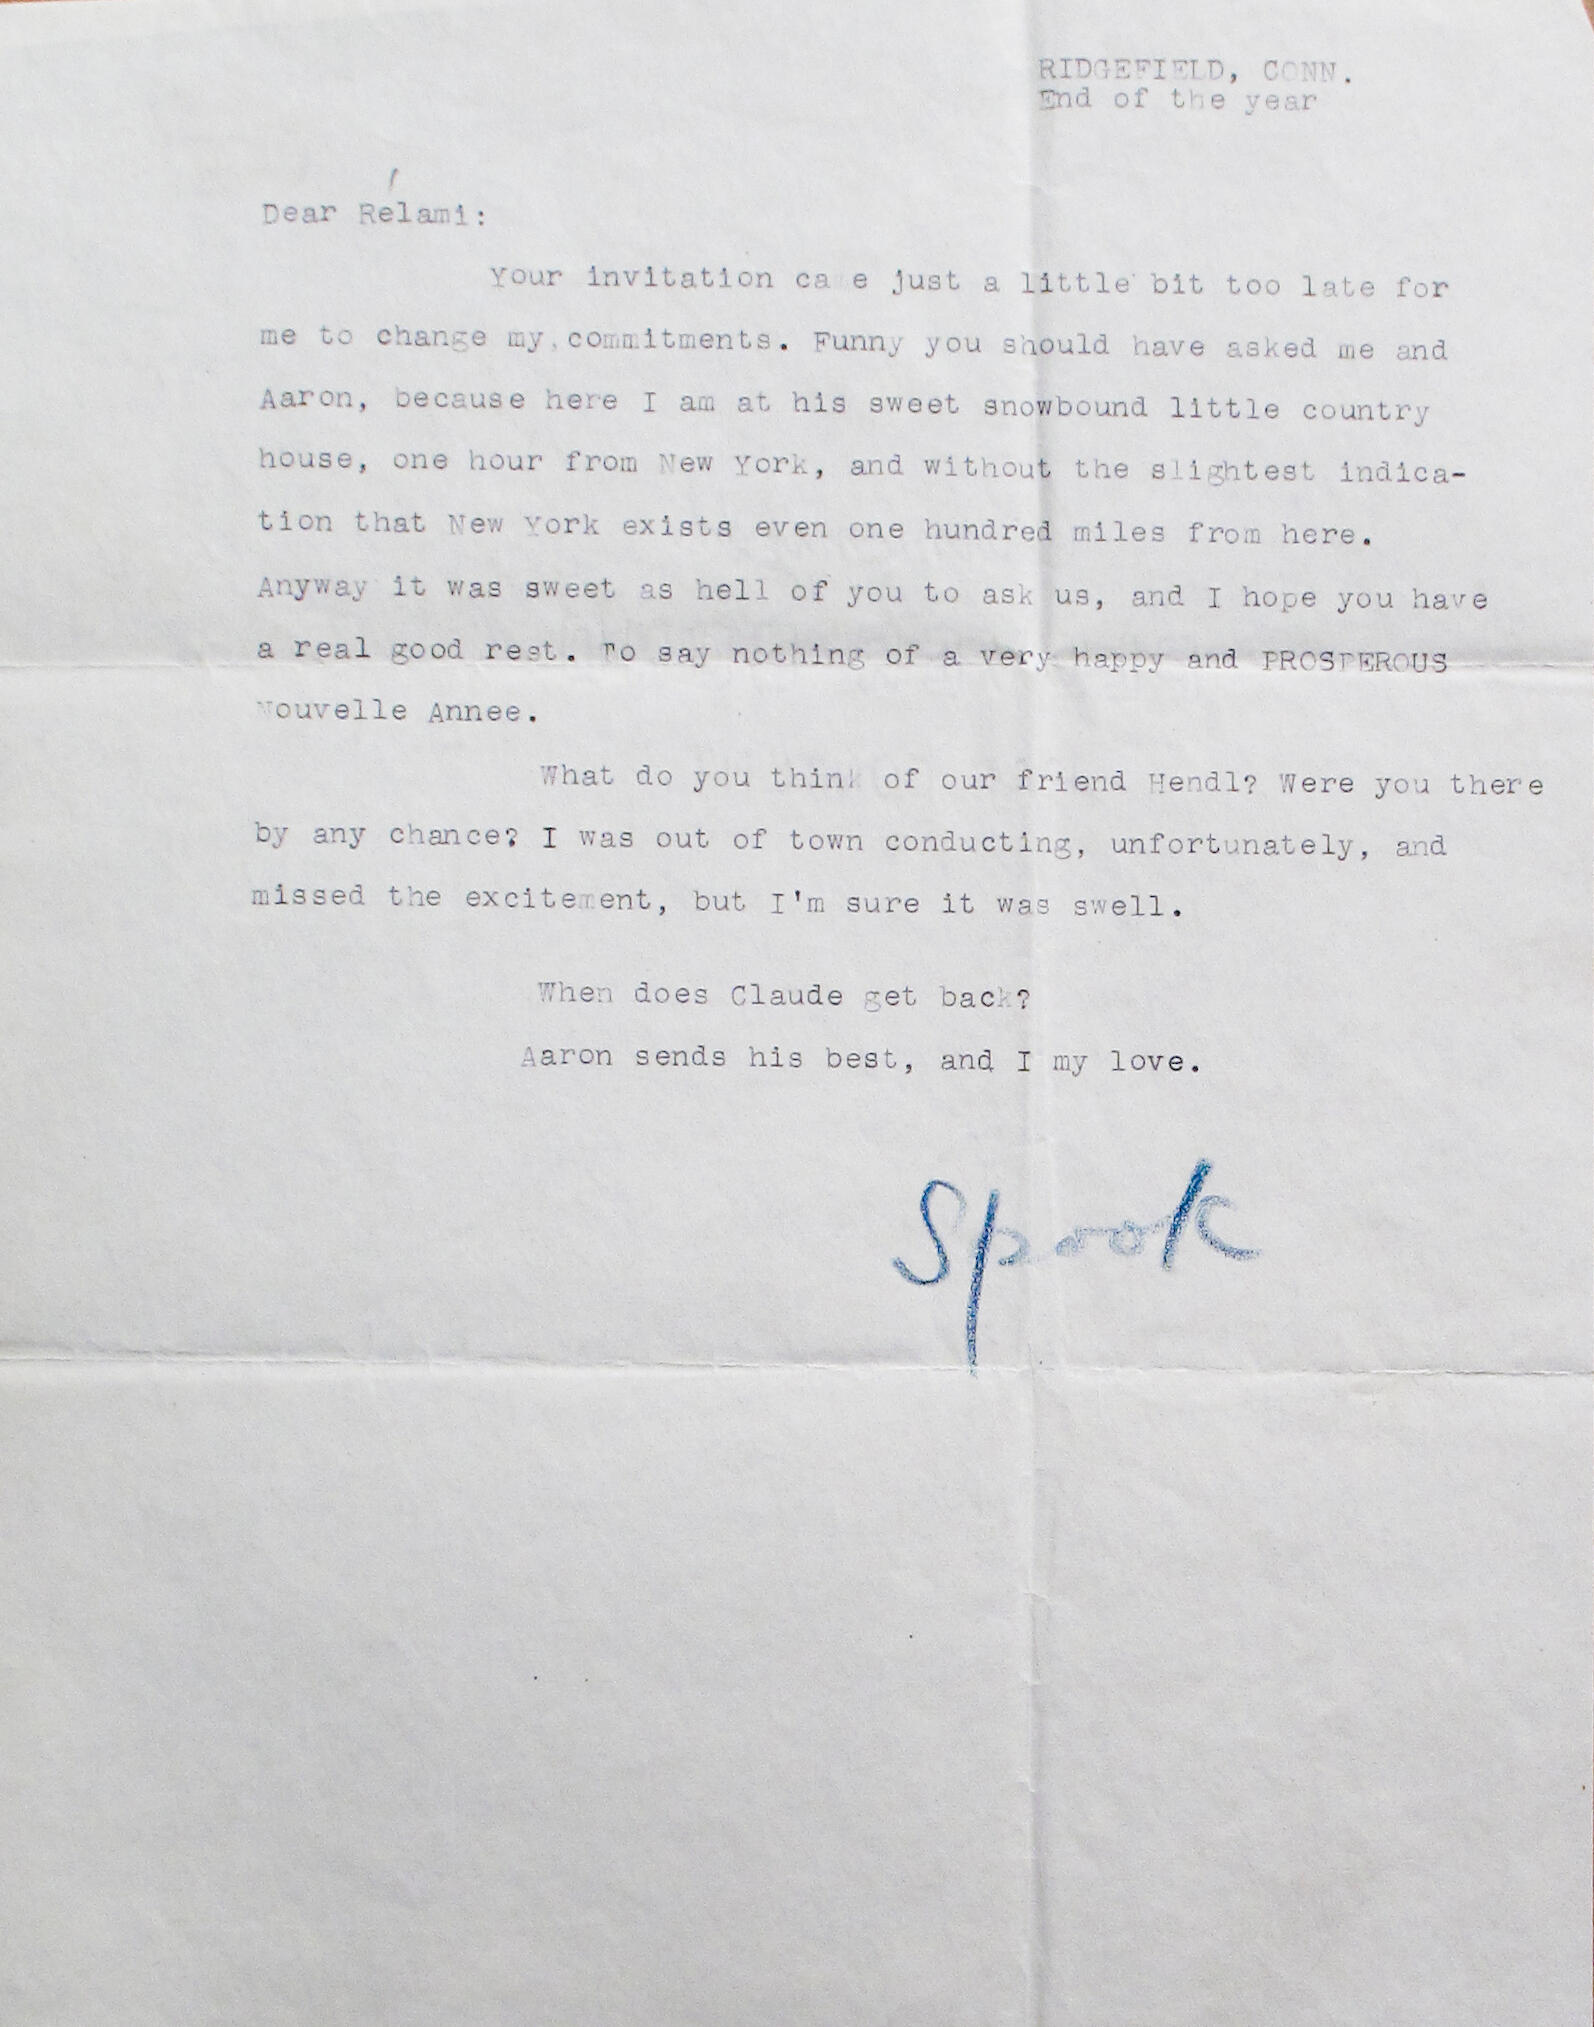 RIDGEFIELD, CONN.
End of the year
Dear Rélami:
Your invitation came just a little bit too late for
me to change my commitments. Funny you should have asked me and
Aaron, because here I am at his sweet snowbound little country
house, one hour from New York, and without the slightest indica-
tion that New York exists even one hundred miles from here.
Anyway it was sweet as hell of you to ask us, and I hope you have
a real good rest. To say nothing of a very happy and PROSPEROUS
Nouvelle Annee.
What do you think of our friend Hendl? Were you there
by any chance? I was out of town conducting, unfortunately, and
missed the excitement, but I'm sure it was swell.
When does Claude get back?
Aaron sends his best, and I my love.
Spook